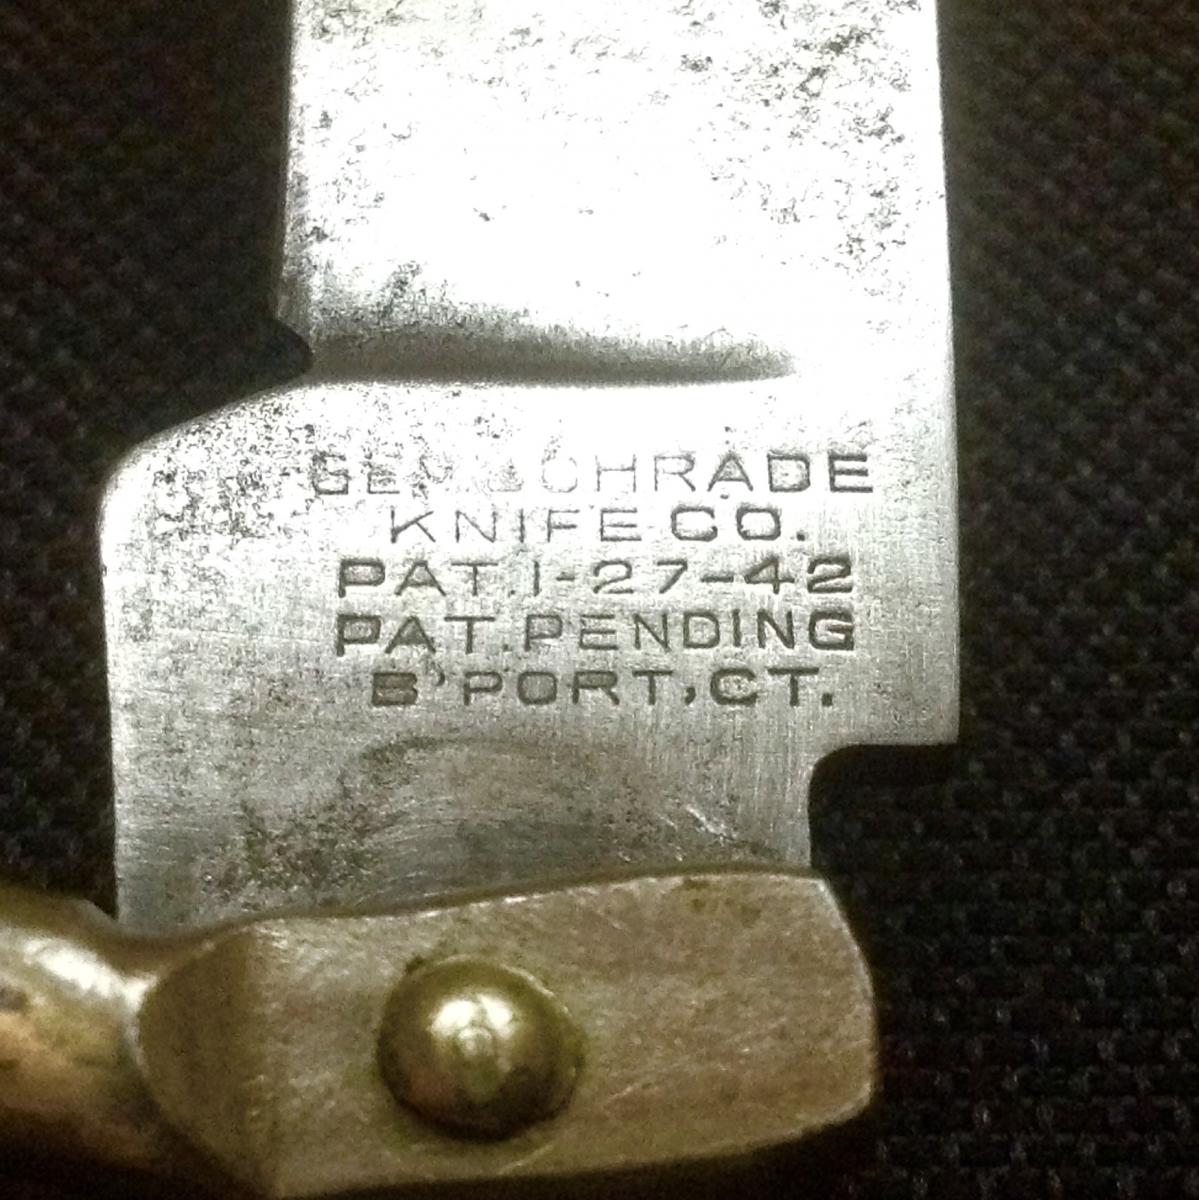 GEO. SCHRADE
KNIFE CO.
PAT. 1-27-42
PAT. PENDING
B'PORT, CT.